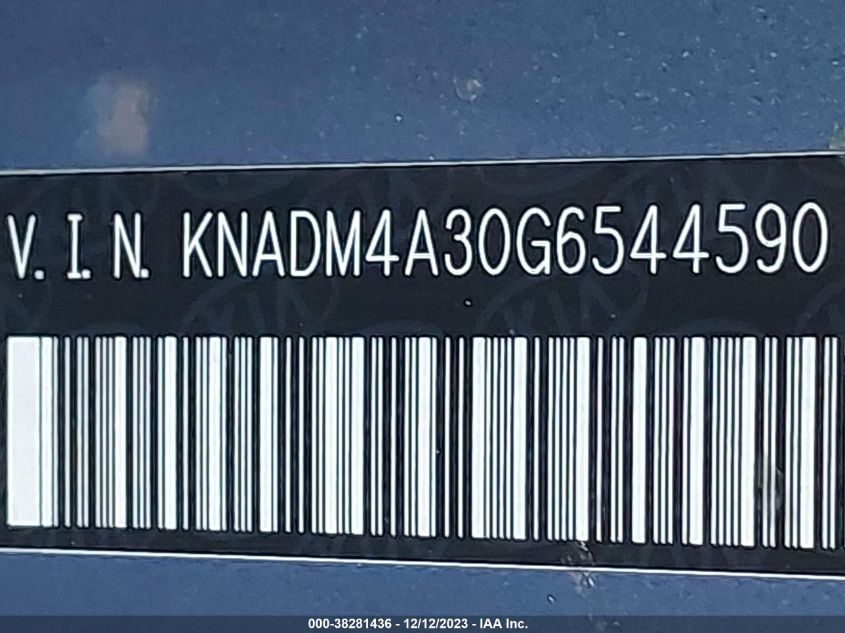 V. I. N. KNADM4A30G6544590
000-38281436 - 12/12/2023 - IAA Inc.